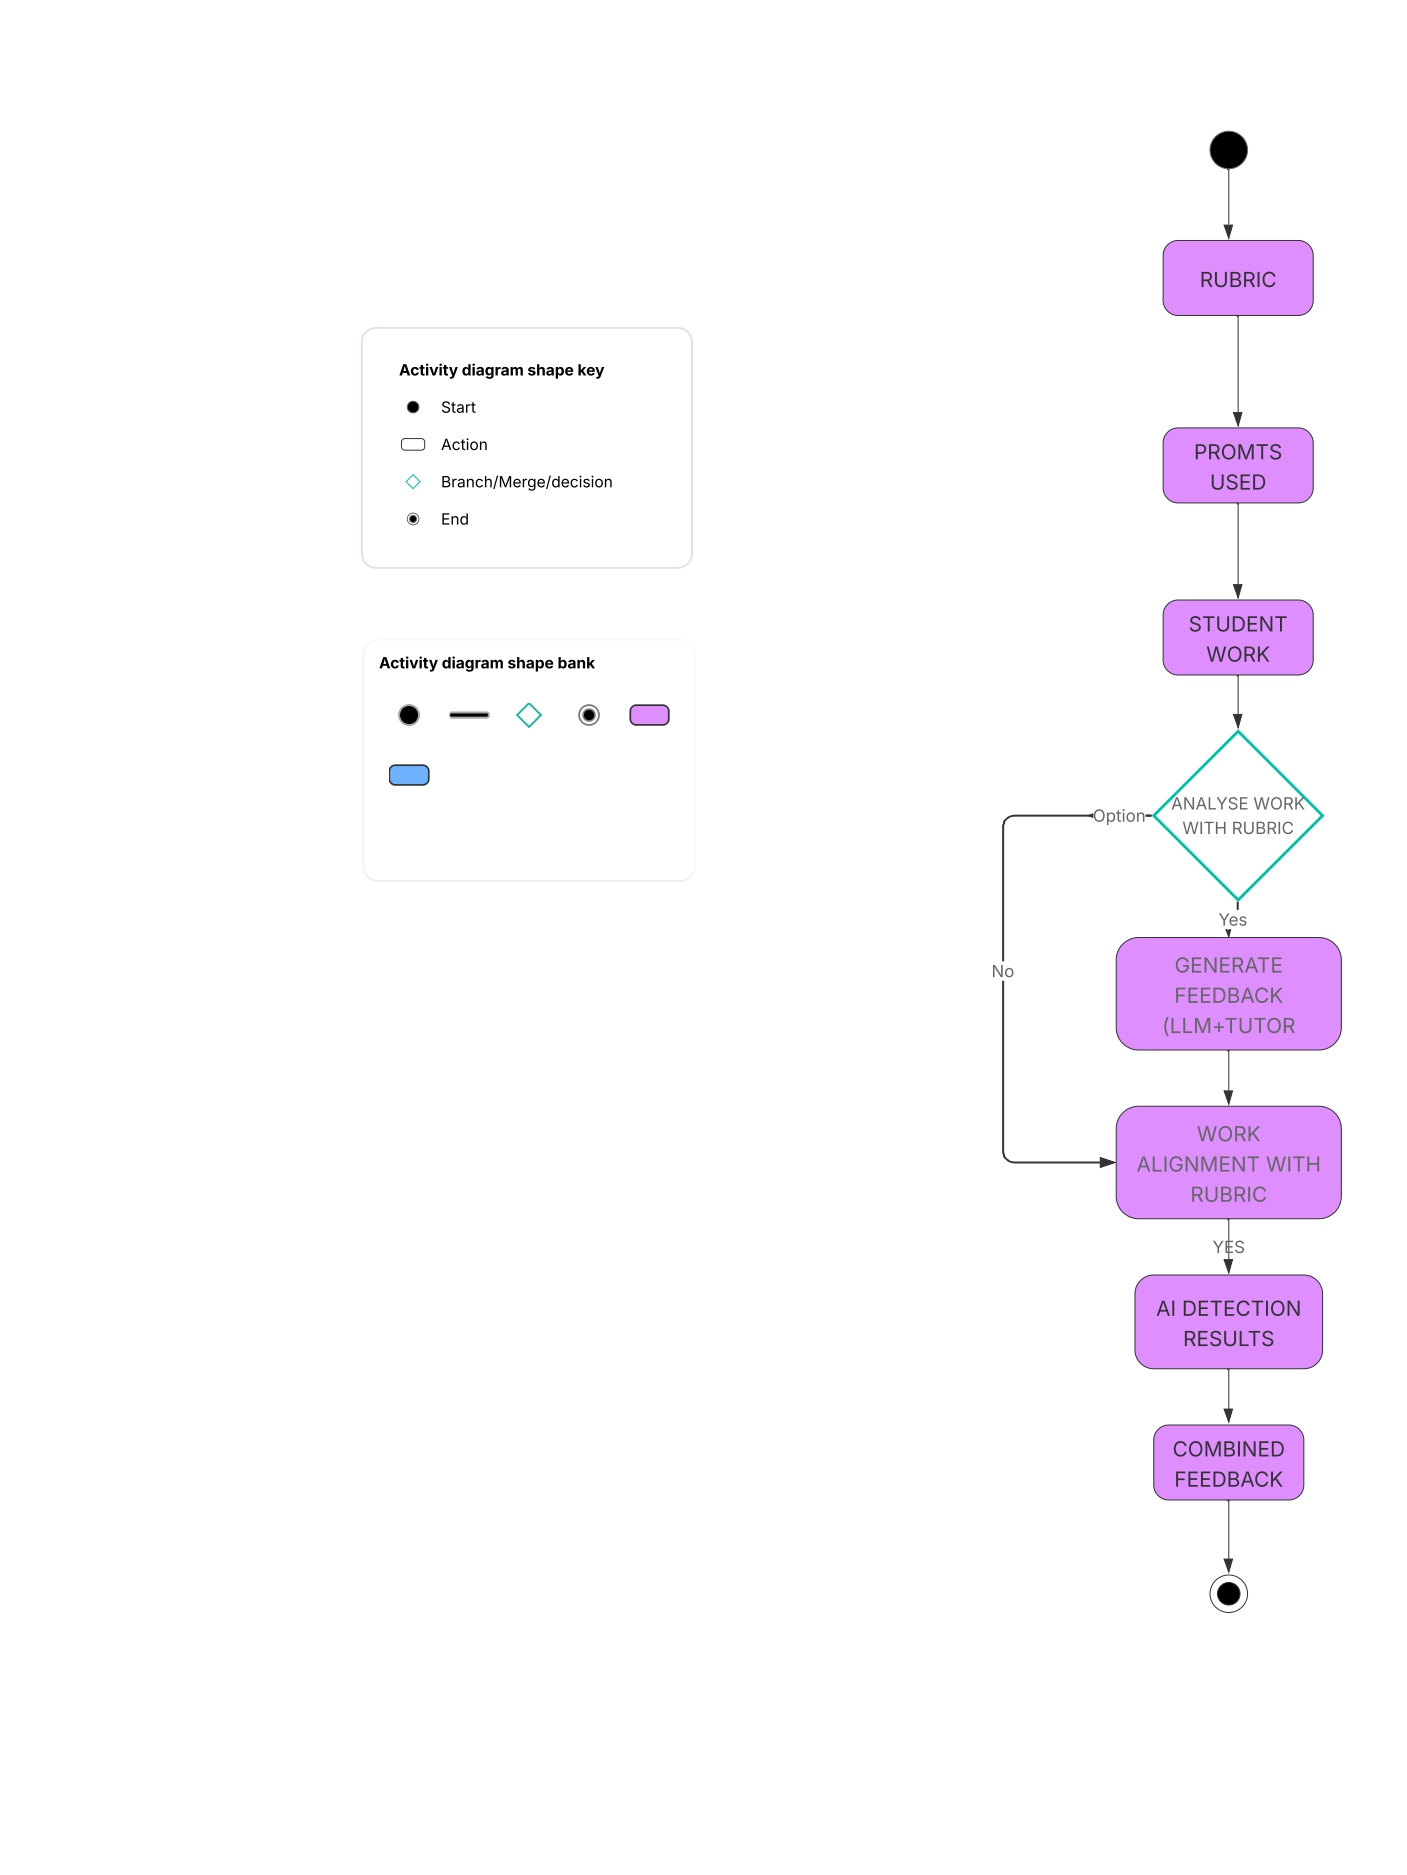 Activity diagram shape key
Start
Action
Branch/Merge/decision
End
Activity diagram shape bank
RUBRIC
PROMTS
USED
STUDENT
WORK
ANALYSE WORK
WITH RUBRIC
Option
Yes
No
GENERATE
FEEDBACK
(LLM+TUTOR
WORK
ALIGNMENT WITH
RUBRIC
YES
AI DETECTION
RESULTS
COMBINED
FEEDBACK